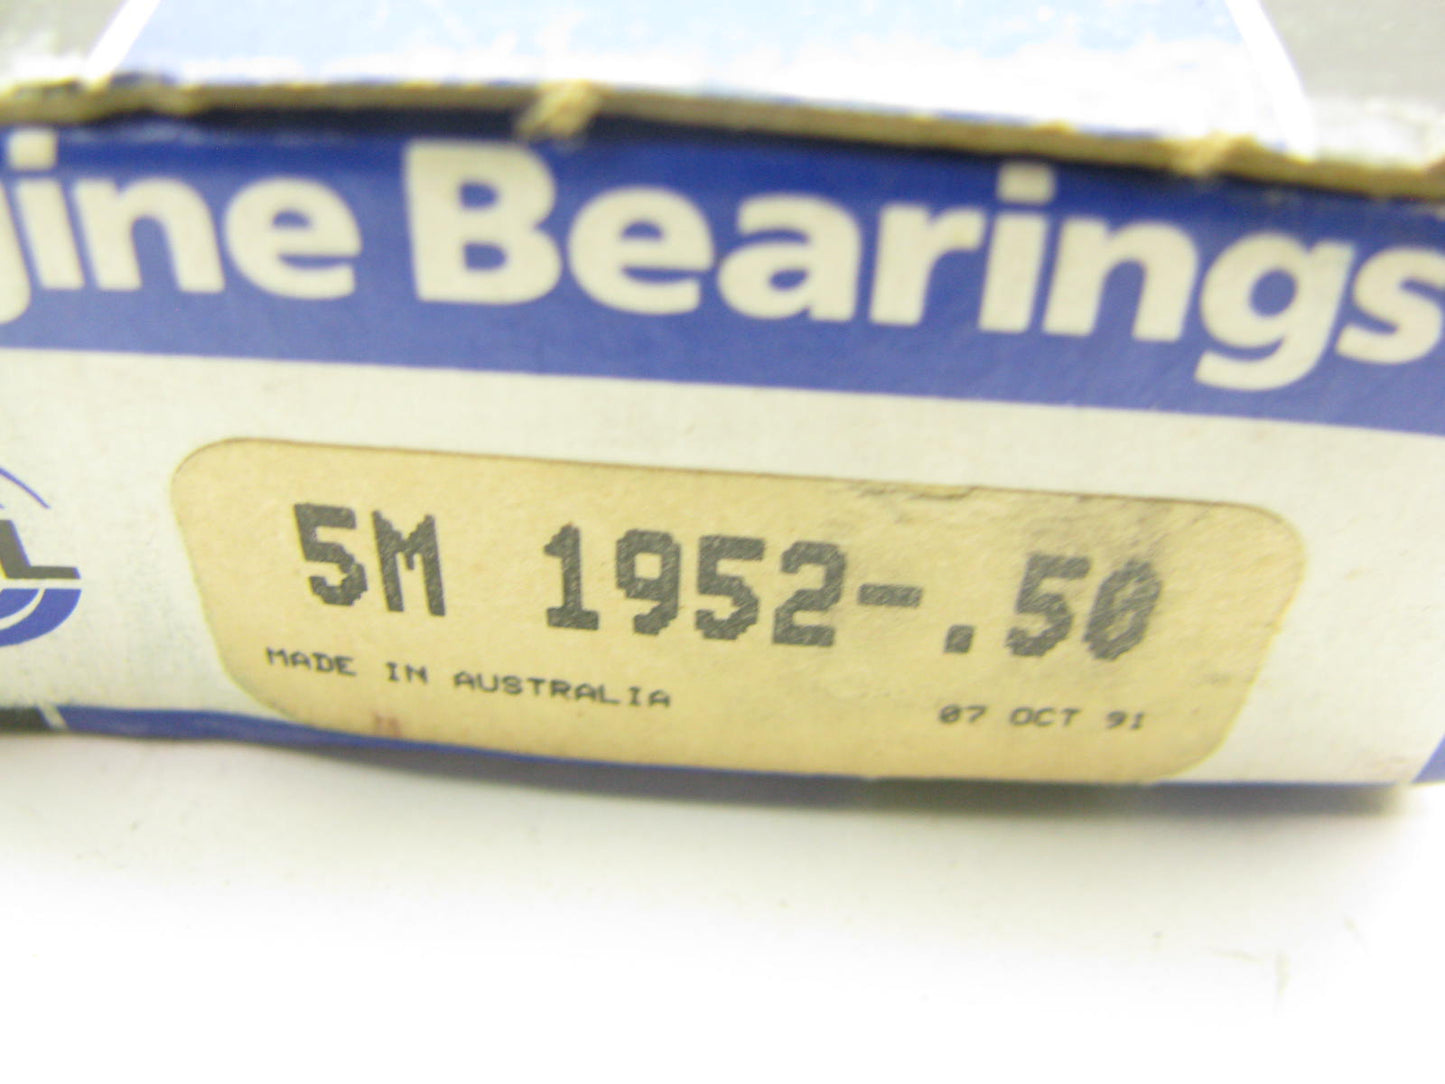 gine Bearings
L
5M 1952-.50
MADE IN AUSTRALIA
07 OCT 91